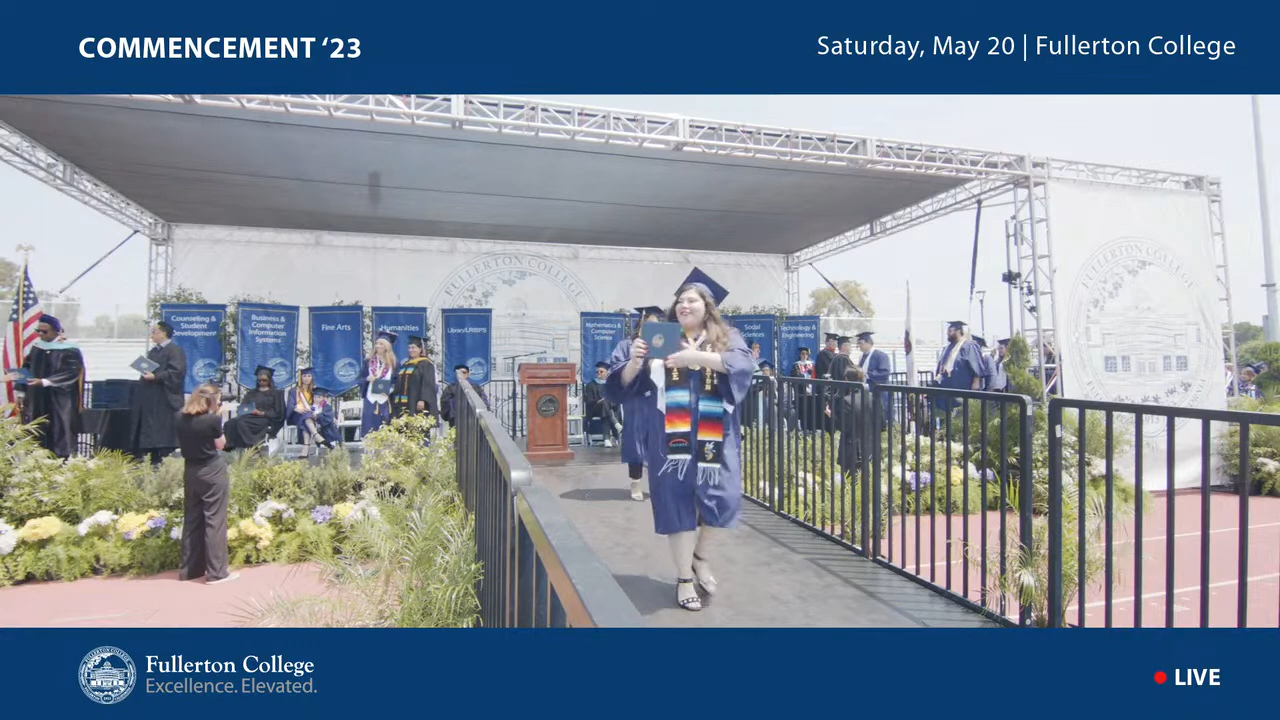 COMMENCEMENT ‘23
Saturday, May 20 | Fullerton College
FULLERTON COLLEGE
FULLERTON COLLEGE
Counseling &
Student
Development
Business &
Computer
Information
Systems
Fine Arts
Humanities
Library/LRISPS
Mathematics &
Computer
Science
Social
Sciences
Technology &
Engineering
Fullerton College
Excellence. Elevated.
LIVE